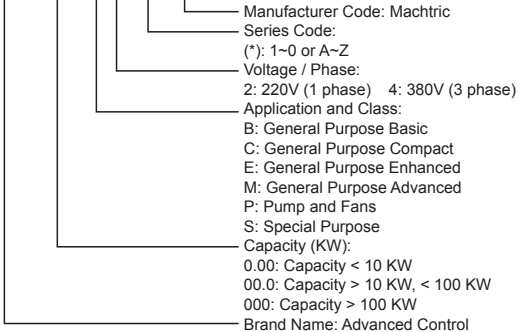 Manufacturer Code: Machtric
Series Code:
(*): 1~0 or A~Z
Voltage / Phase:
2: 220V (1 phase) 4: 380V (3 phase)
Application and Class:
B: General Purpose Basic
C: General Purpose Compact
E: General Purpose Enhanced
M: General Purpose Advanced
P: Pump and Fans
S: Special Purpose
Capacity (KW):
0.00: Capacity < 10 KW
00.0: Capacity > 10 KW, < 100 KW
000: Capacity > 100 KW
Brand Name: Advanced Control